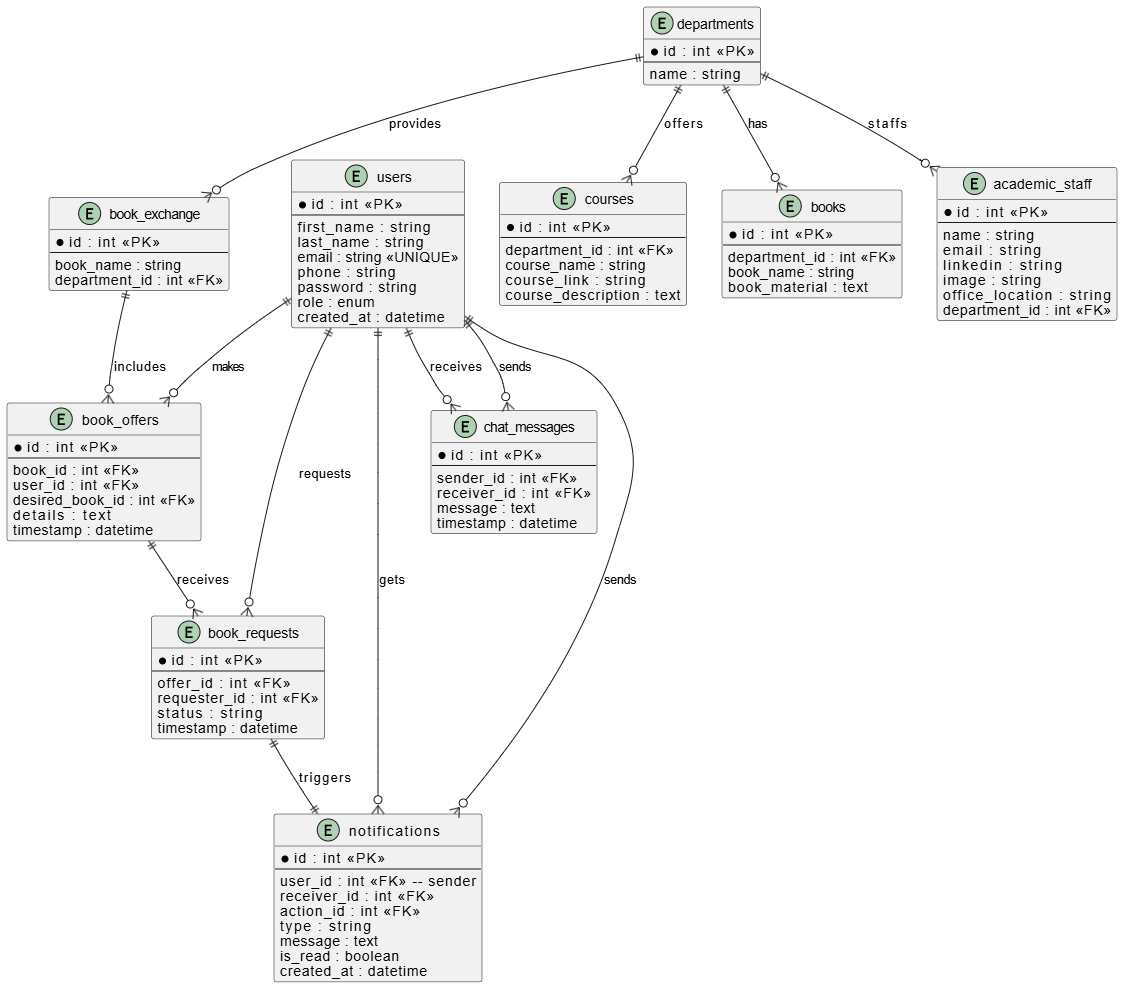 E departments
id : int «PK»
name : string
provides
offers
has
staffs
E users
id : int «PK»
first_name : string
last_name : string
email : string «UNIQUE»
phone : string
password : string
role : enum
created_at : datetime
E book_exchange
id : int «PK»
book_name : string
department_id : int «FK»
E courses
id : int «PK»
department_id : int «FK»
course_name : string
course_link : string
course_description : text
E books
id : int «PK»
department_id : int «FK»
book_name : string
book_material : text
E academic_staff
id : int «PK»
name : string
email : string
linkedin : string
image : string
office_location : string
department_id : int «FK»
includes
makes
receives
sends
E book_offers
id : int «PK»
book_id : int «FK»
user_id : int «FK»
desired_book_id : int «FK»
details : text
timestamp : datetime
requests
E chat_messages
id : int «PK»
sender_id : int «FK»
receiver_id : int «FK»
message : text
timestamp : datetime
receives
gets
sends
E book_requests
id : int «PK»
offer_id : int «FK»
requester_id : int «FK»
status : string
timestamp : datetime
triggers
E notifications
id : int «PK»
user_id : int «FK» -- sender
receiver_id : int «FK»
action_id : int «FK»
type : string
message : text
is_read : boolean
created_at : datetime